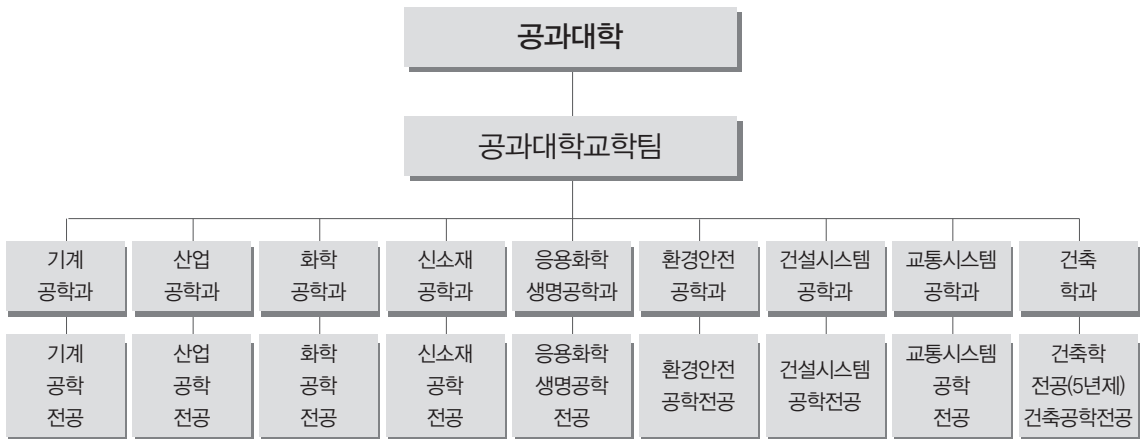 공과대학
공과대학교학팀
기계
공학과
산업
공학과
화학
공학과
신소재
공학과
응용화학
생명공학과
환경안전
공학과
건설시스템
공학과
교통시스템
공학과
건축
학과
기계
공학
전공
산업
공학
전공
화학
공학
전공
신소재
공학
전공
응용화학
생명공학
전공
환경안전
공학전공
건설시스템
공학전공
교통시스템
공학
전공
건축학
전공(5년제)
건축공학전공